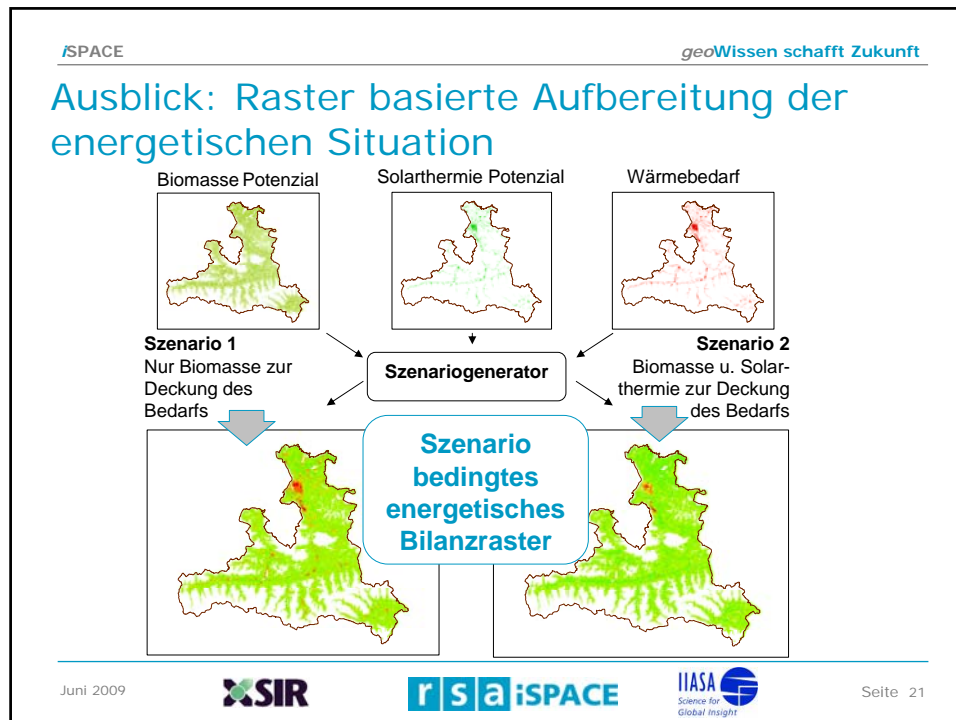 iSPACE
geoWissen schafft Zukunft
Ausblick: Raster basierte Aufbereitung der
energetischen Situation
Biomasse Potenzial
Solarthermie Potenzial
Wärmebedarf
Szenario 1
Nur Biomasse zur
Deckung des
Bedarfs
Szenariogenerator
Szenario 2
Biomasse u. Solar-
thermie zur Deckung
des Bedarfs
Szenario
bedingtes
energetisches
Bilanzraster
Juni 2009
SIR
rsa iSPACE
IIASA
Science for
Global Insight
Seite 21